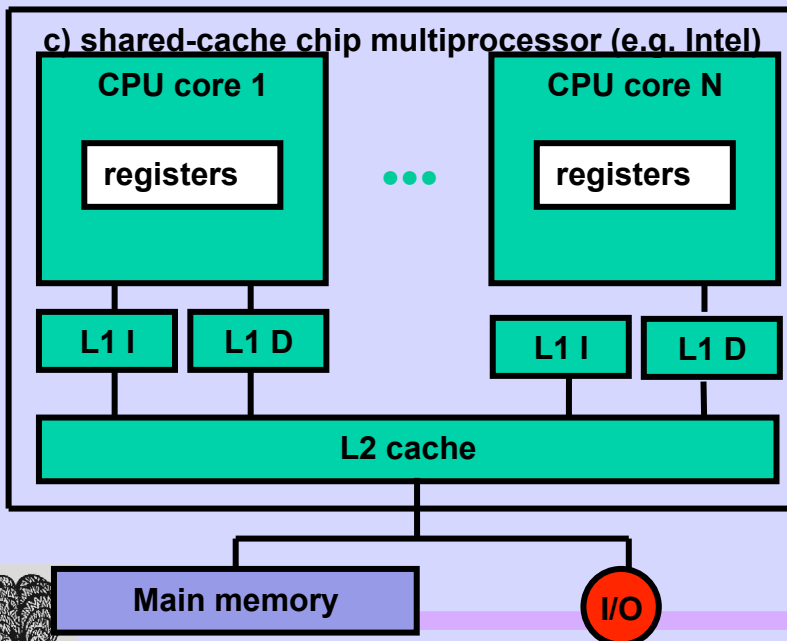 c) shared-cache chip multiprocessor (e.g. Intel)
CPU core 1
CPU core N
registers
•••
registers
L1 I
L1 D
L1 I
L1 D
L2 cache
Main memory
I/O